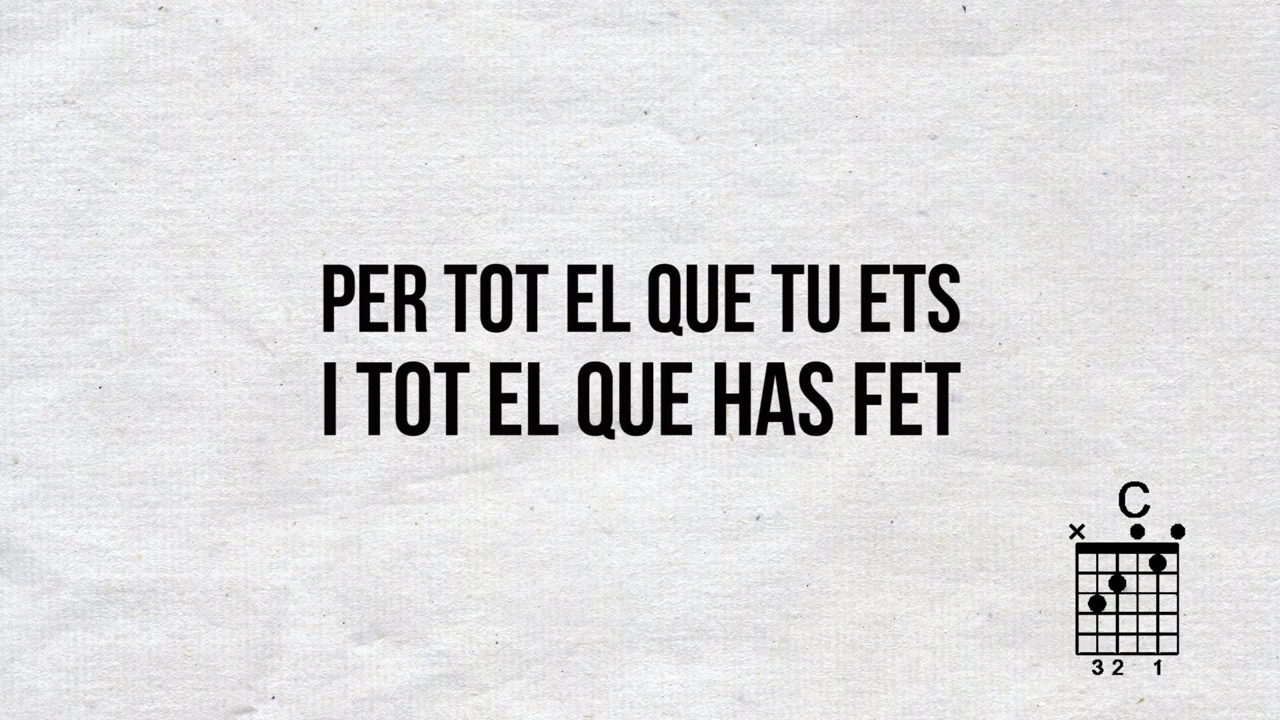 PER TOT EL QUE TU ETS
I TOT EL QUE HAS FET
C
×
3 2 1